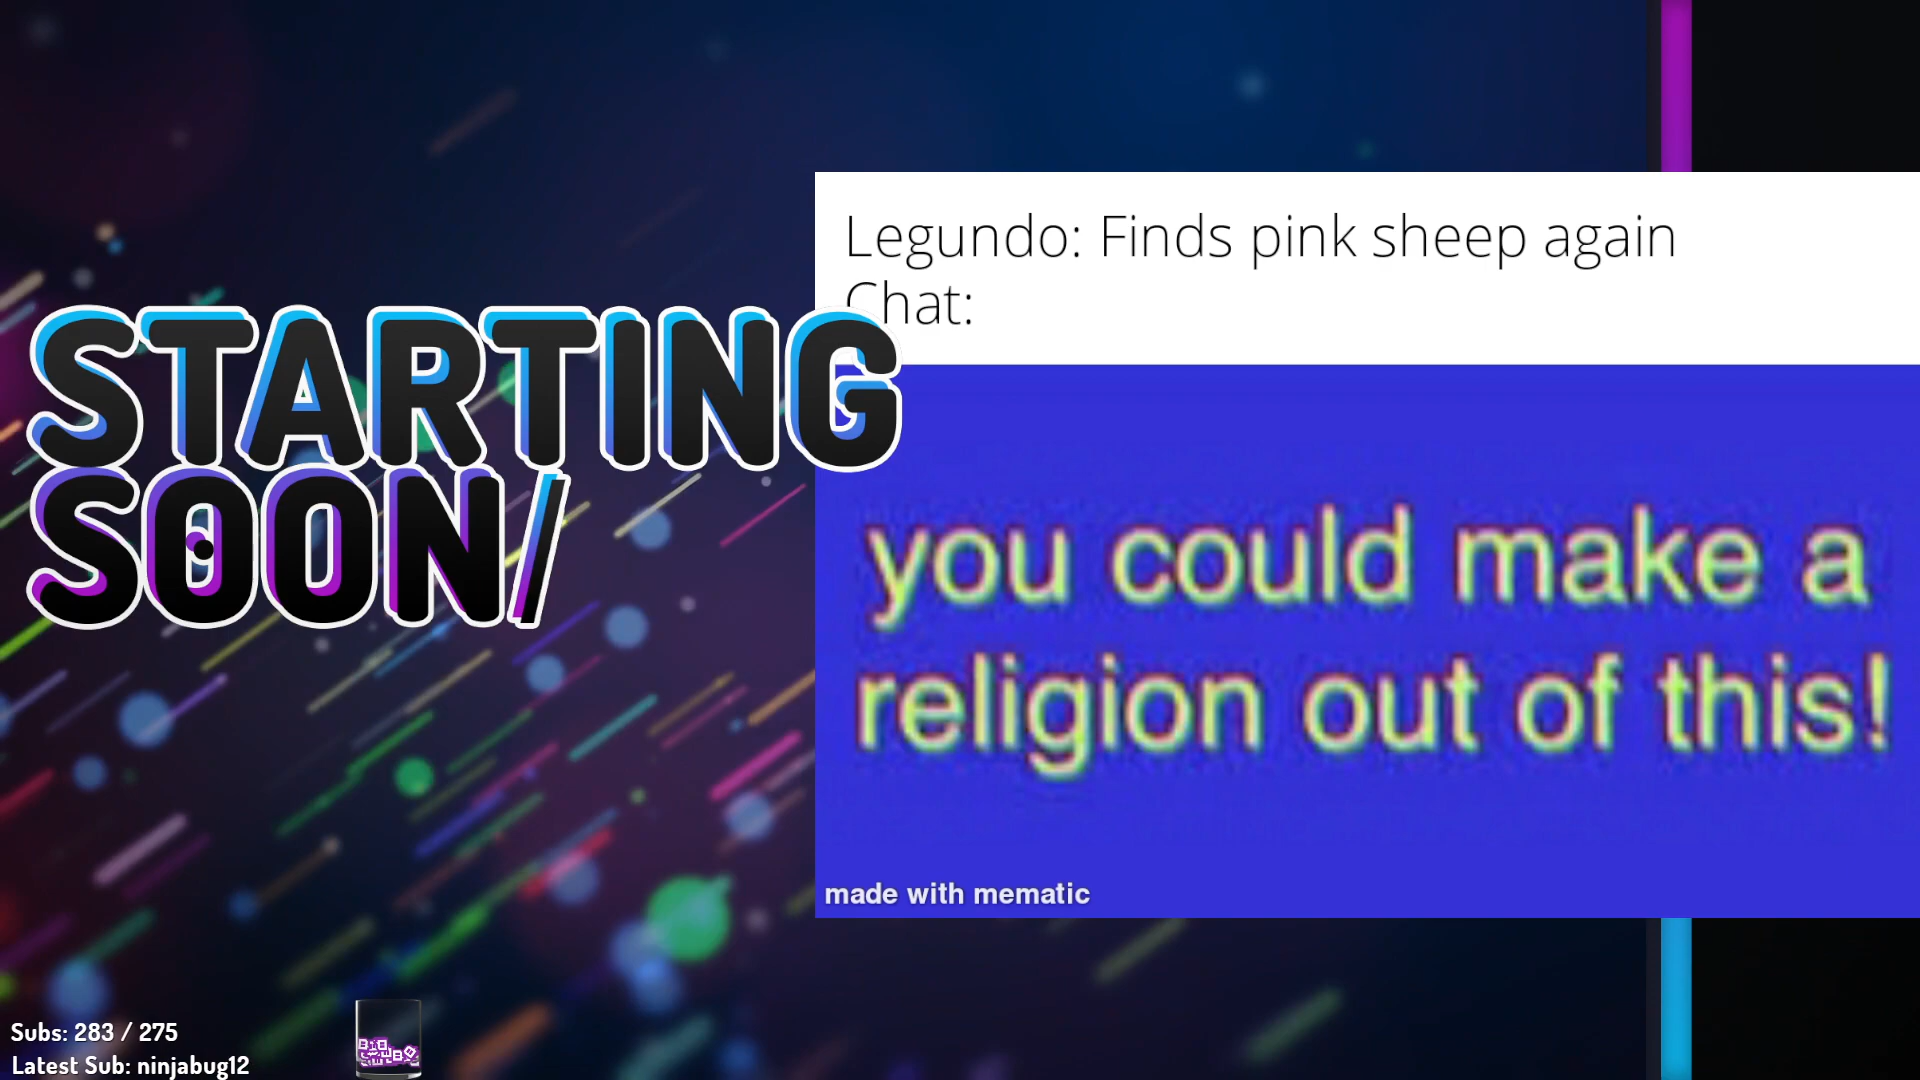 STARTING
SOON/
Legundo: Finds pink sheep again
Chat:
you could make a
religion out of this!
made with mematic
Subs: 283 / 275
Latest Sub: ninjabug12